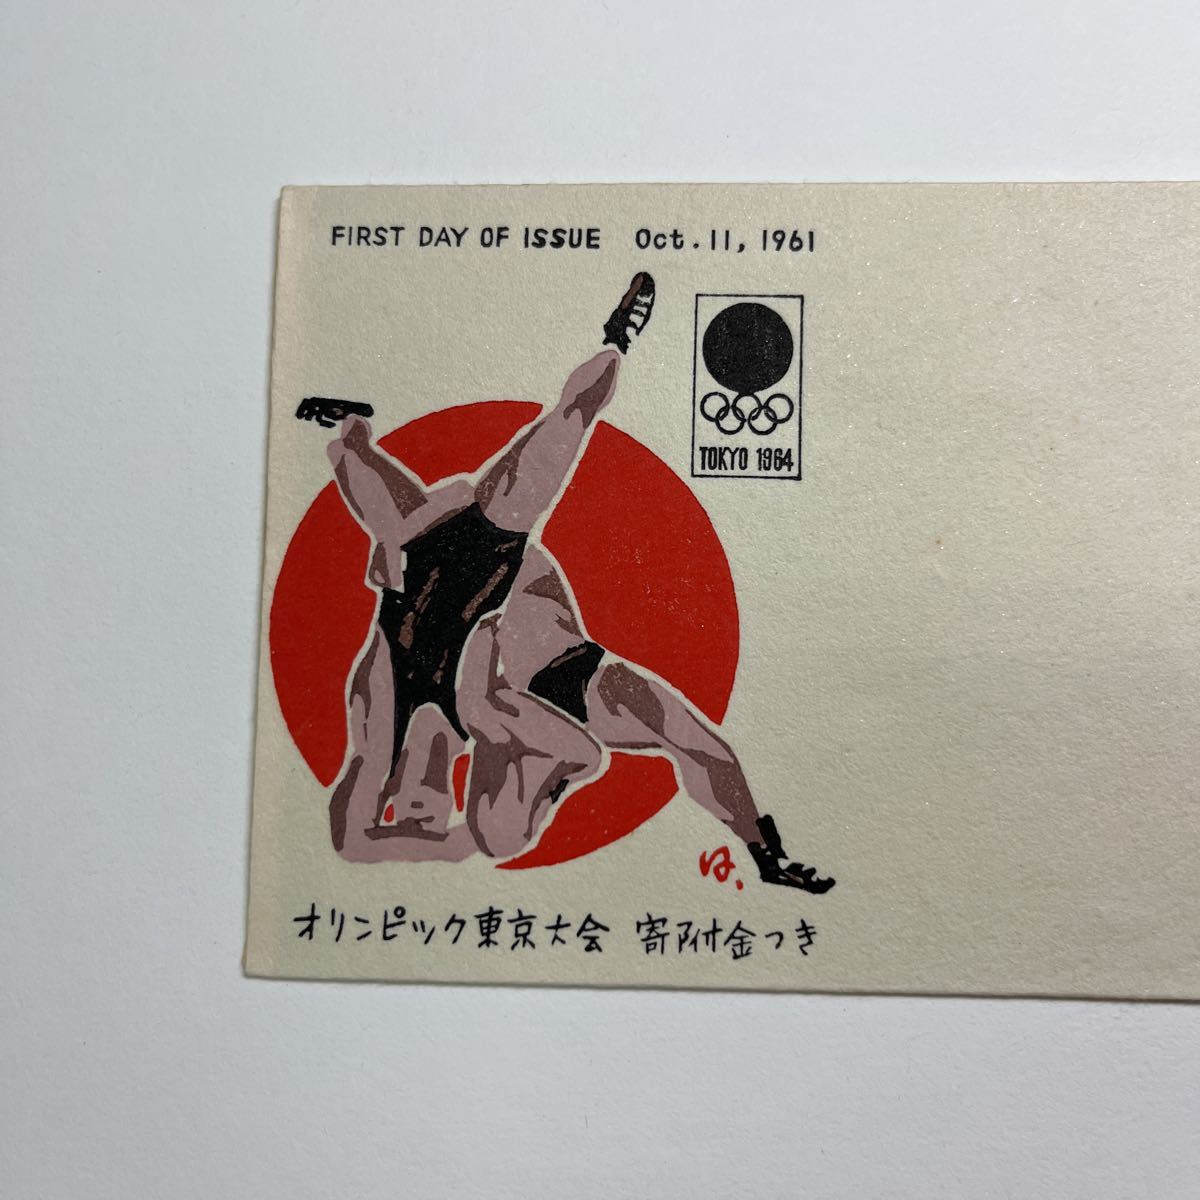 FIRST DAY OF ISSUE Oct. 11, 1961
TOKYO 1964
オリンピック東京大会 寄附金つき